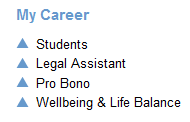 My Career
Students
Legal Assistant
Pro Bono
Wellbeing & Life Balance